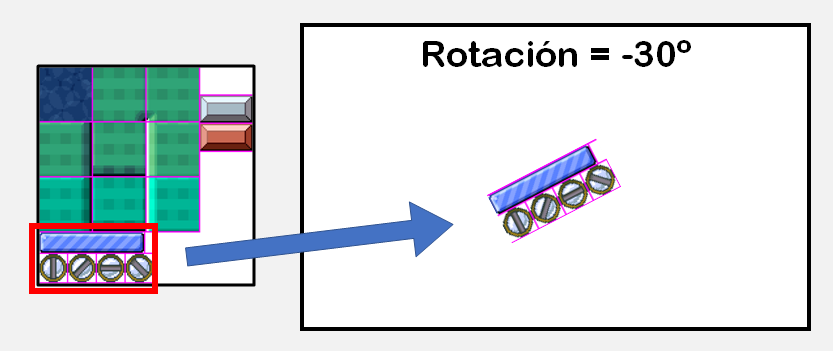 Rotación = -30º